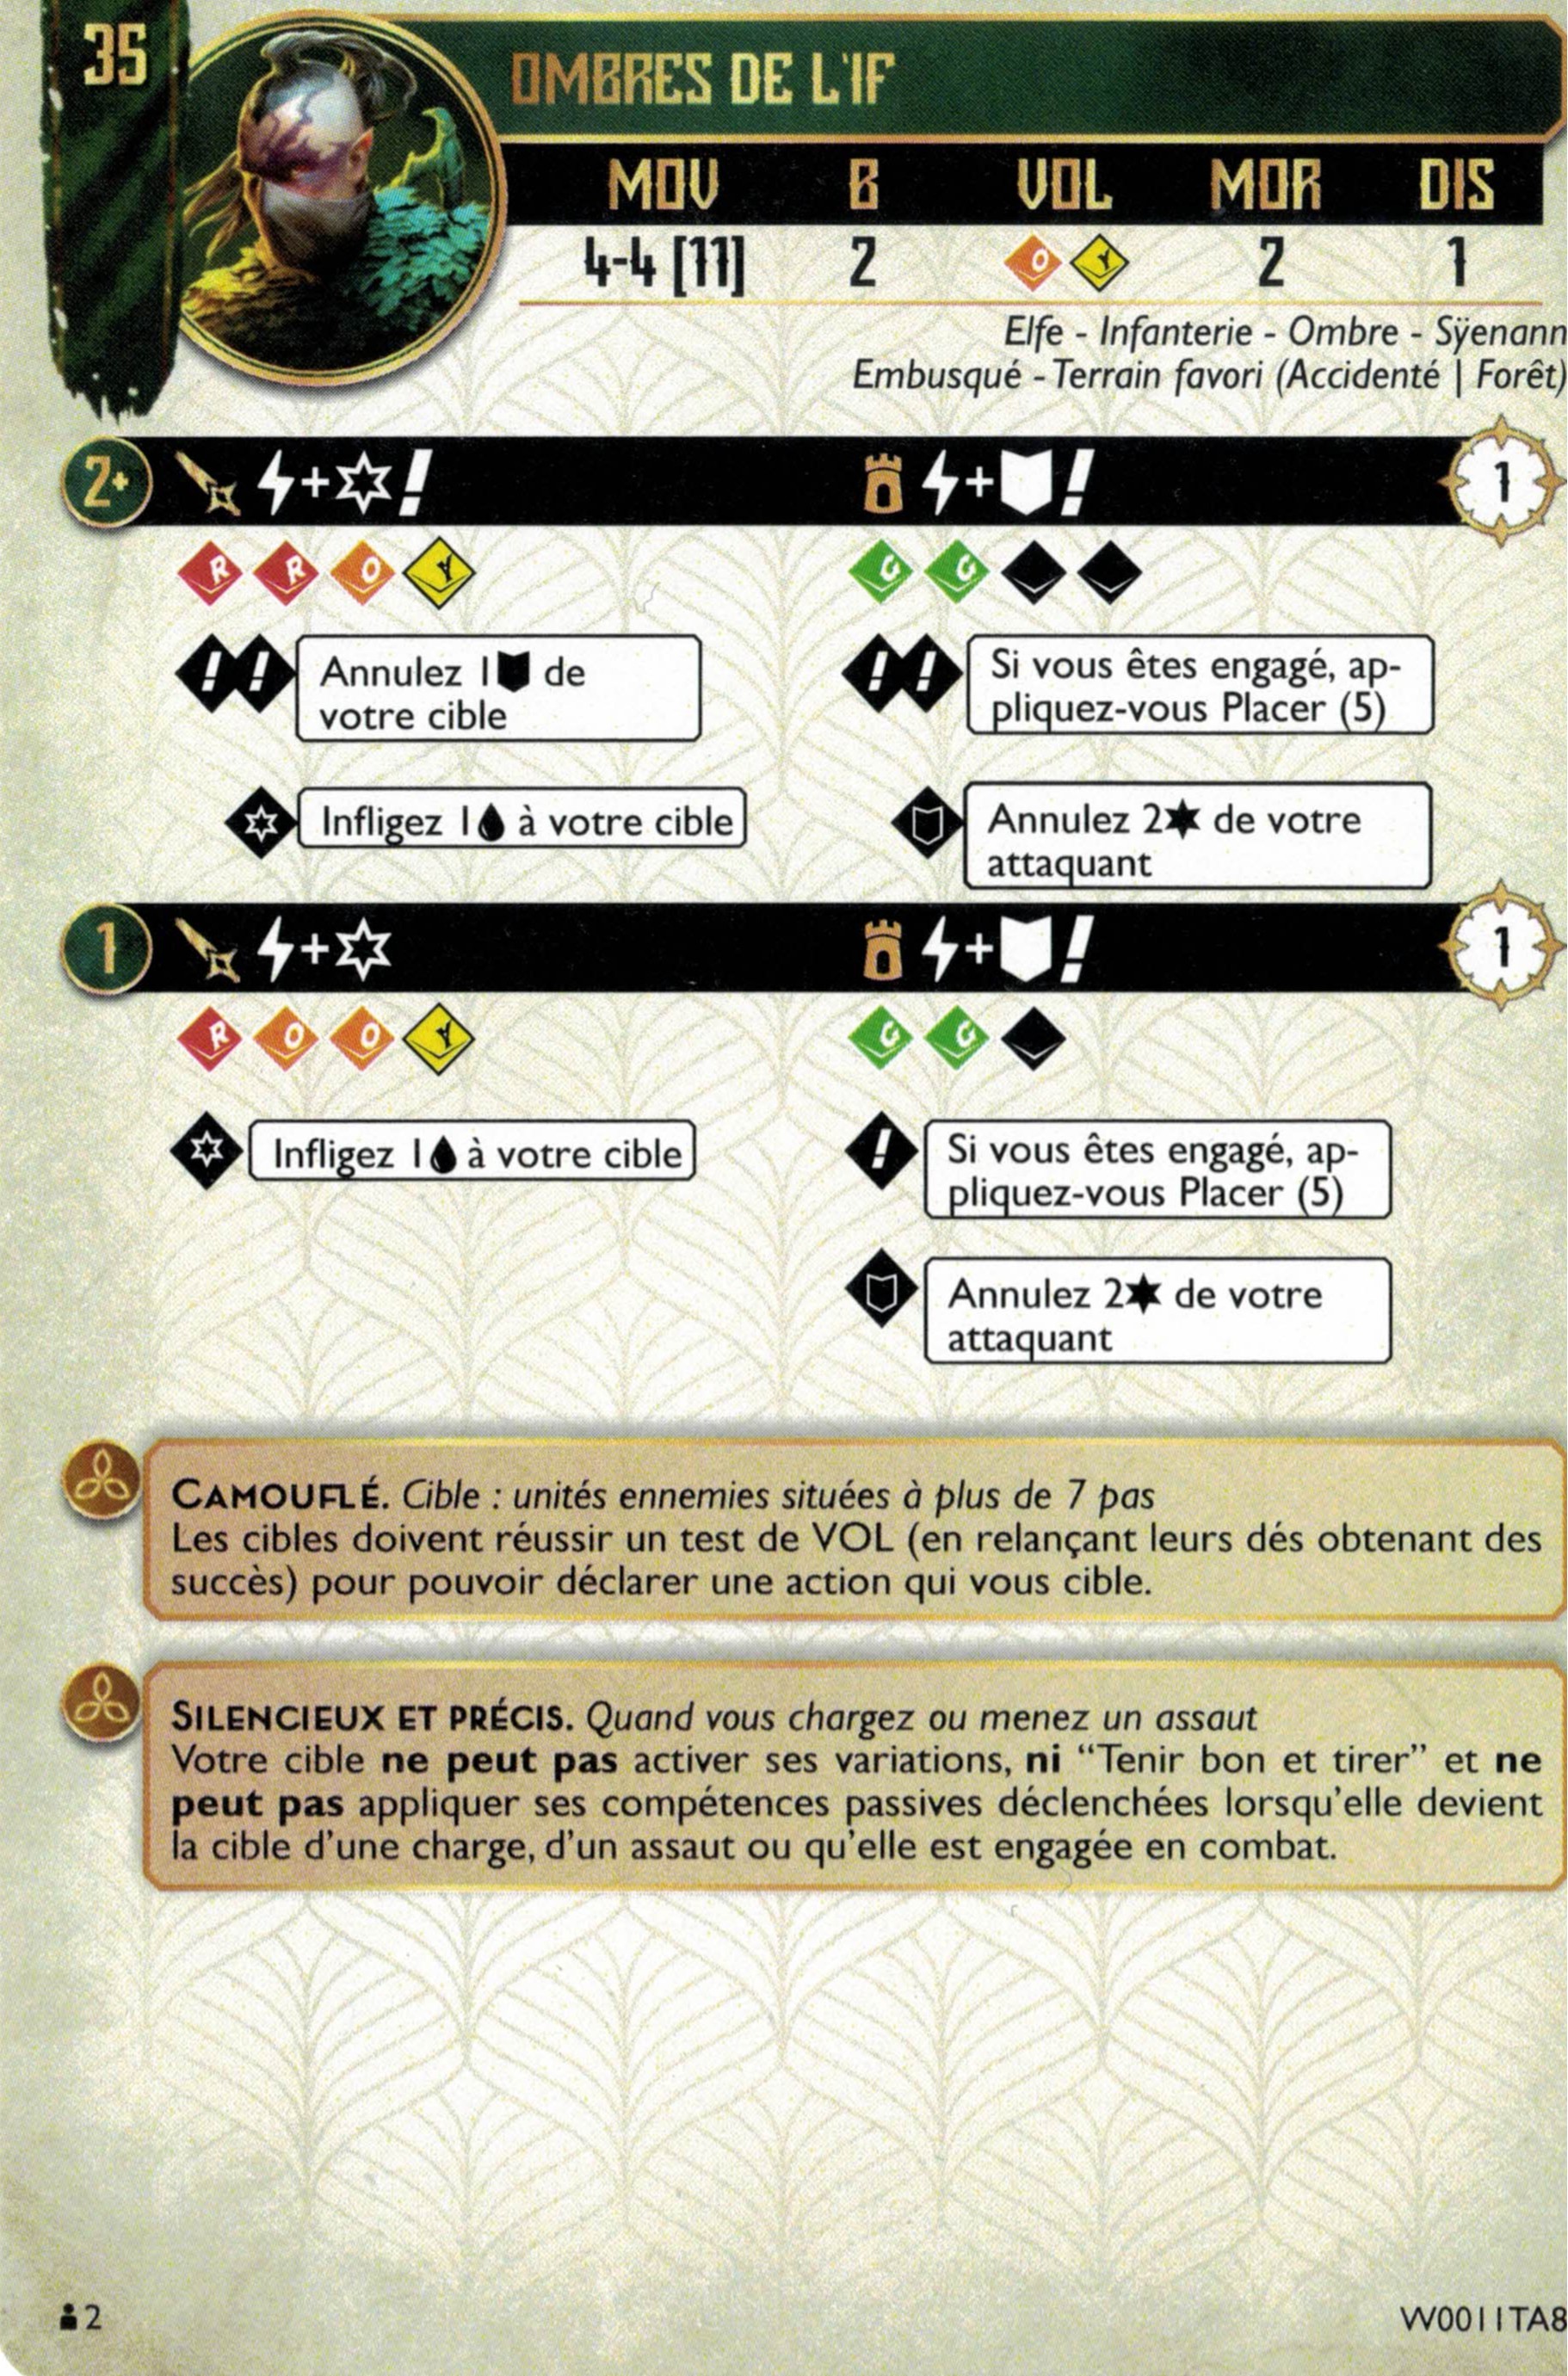 35
OMBRES DE L'IF
MOV B VOL MOR DIS
4-4 [11] 2 O Y 2 1
Elfe - Infanterie - Ombre - Sÿenann
Embusqué - Terrain favori (Accidenté | Forêt)
2+ + ! + ! 1
R R O Y G G
! ! Annulez 1 de
votre cible
! ! Si vous êtes engagé, ap-
pliquez-vous Placer (5)
Infligez 1 à votre cible
Annulez 2 de votre
attaquant
1 + + ! 1
R O O Y G G
Infligez 1 à votre cible
! Si vous êtes engagé, ap-
pliquez-vous Placer (5)
Annulez 2 de votre
attaquant
CAMOUFLÉ. Cible : unités ennemies situées à plus de 7 pas
Les cibles doivent réussir un test de VOL (en relançant leurs dés obtenant des
succès) pour pouvoir déclarer une action qui vous cible.
SILENCIEUX ET PRÉCIS. Quand vous chargez ou menez un assaut
Votre cible ne peut pas activer ses variations, ni “Tenir bon et tirer” et ne
peut pas appliquer ses compétences passives déclenchées lorsqu'elle devient
la cible d'une charge, d'un assaut ou qu'elle est engagée en combat.
2
W0011TA8